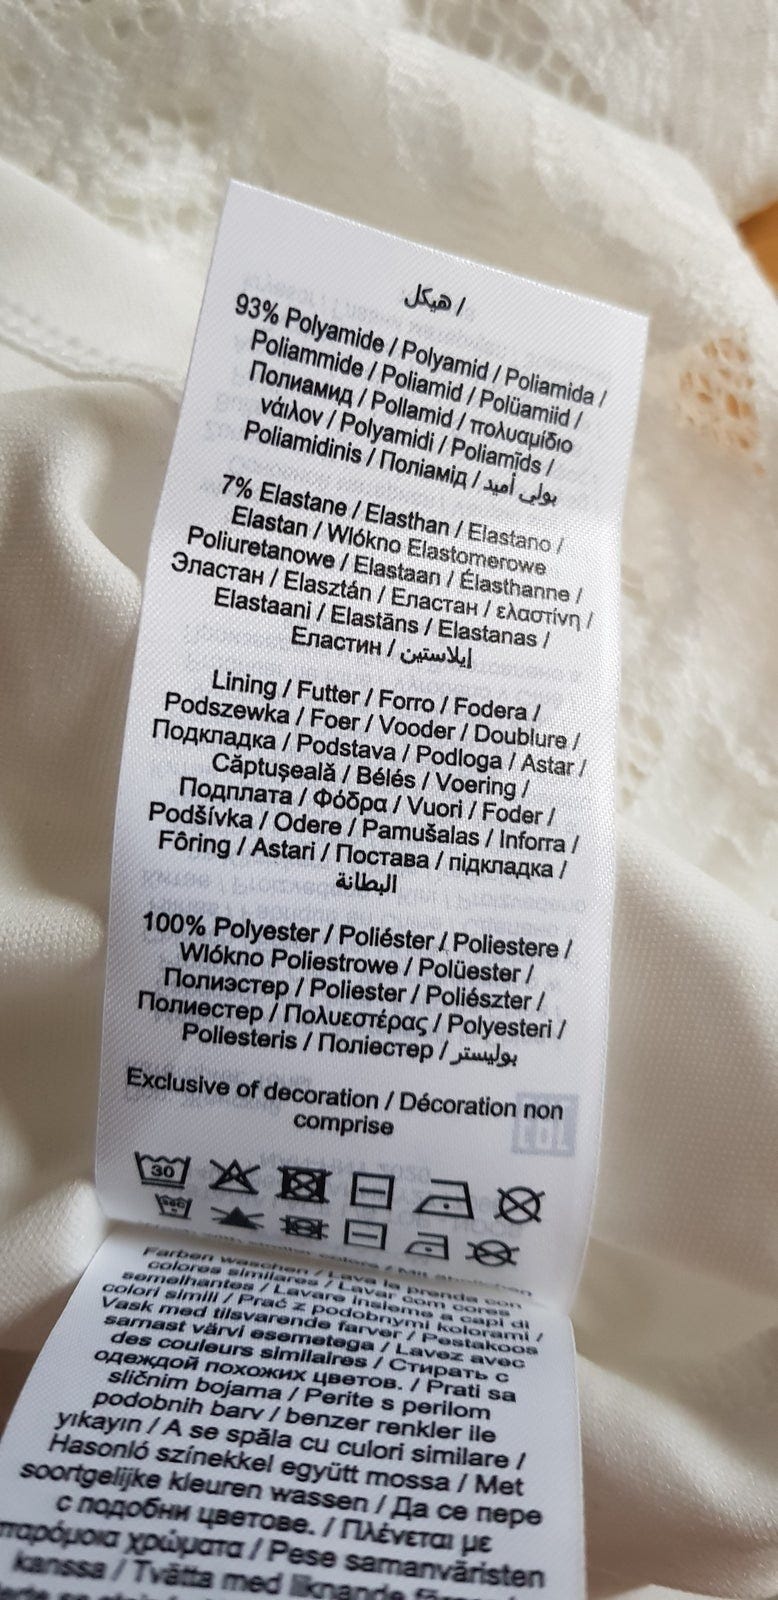 هيكل /
93% Polyamide / Polyamid / Poliamida /
Poliammide / Poliamid / Polüamiid /
Полиамид / Poliamid / πολυαμίδιο
νάιλον / Polyamidi / Poliamīds /
Poliamidinis / Поліамід / بولي أميد
7% Elastane / Elasthan / Elastano /
Elastan / Wlókno Elastomerowe
Poliuretanowe / Elastaan / Élasthanne /
Эластан / Elasztán / Еластан / ελαστίνη /
Elastaani / Elastāns / Elastanas /
Еластин / إيلاستين
Lining / Futter / Forro / Fodera /
Podszewka / Foer / Vooder / Doublure /
Подкладка / Podstava / Podloga / Astar /
Căptușeală / Bélés / Voering /
Подплата / Φόδρα / Vuori / Foder /
Podšívka / Odere / Pamušalas / Inforra /
Fôring / Astari / Постава / підкладка /
البطانة
100% Polyester / Poliéster / Poliestere /
Wlókno Poliestrowe / Polüester /
Полиэстер / Poliester / Poliészter /
Полиестер / Πολυεστέρας / Polyesteri /
Poliesteris / Поліестер / بوليستر
Exclusive of decoration / Décoration non
comprise
30
Farben waschen / Lava la prenda con
colores similares / Lavar com cores
semelhantes / Lavare insieme a capi di
colori simili / Prać z podobnymi kolorami /
Vask med tilsvarende farver / Pestakoos
samast värvi esemetega / Lavez avec
des couleurs similaires / Стирать с
одеждой похожих цветов. / Prati sa
sličnim bojama / Perite s perilom
podobnih barv / benzer renkler ile
yıkayın / A se spăla cu culori similare /
Hasonló színekkel együtt mossa / Met
soortgelijke kleuren wassen / Да се пере
с подобни цветове. / Πλένεται με
παρόμοια χρώματα / Pese samanväristen
kanssa / Tvätta med liknande